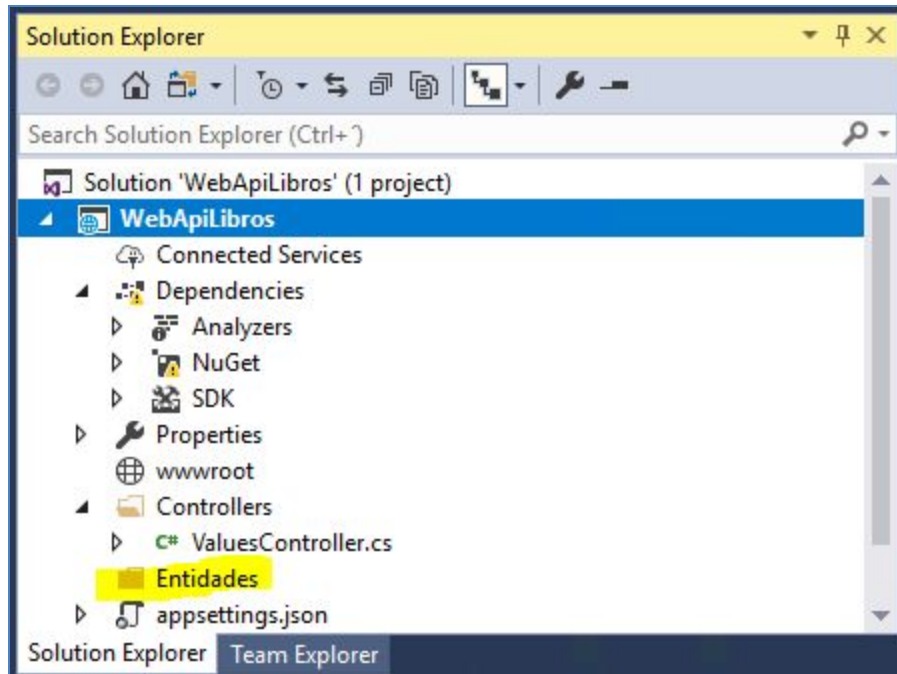 Solution Explorer
Search Solution Explorer (Ctrl+´)
Solution 'WebApiLibros' (1 project)
WebApiLibros
Connected Services
Dependencies
Analyzers
NuGet
SDK
Properties
wwwroot
Controllers
C# ValuesController.cs
Entidades
appsettings.json
Solution Explorer Team Explorer